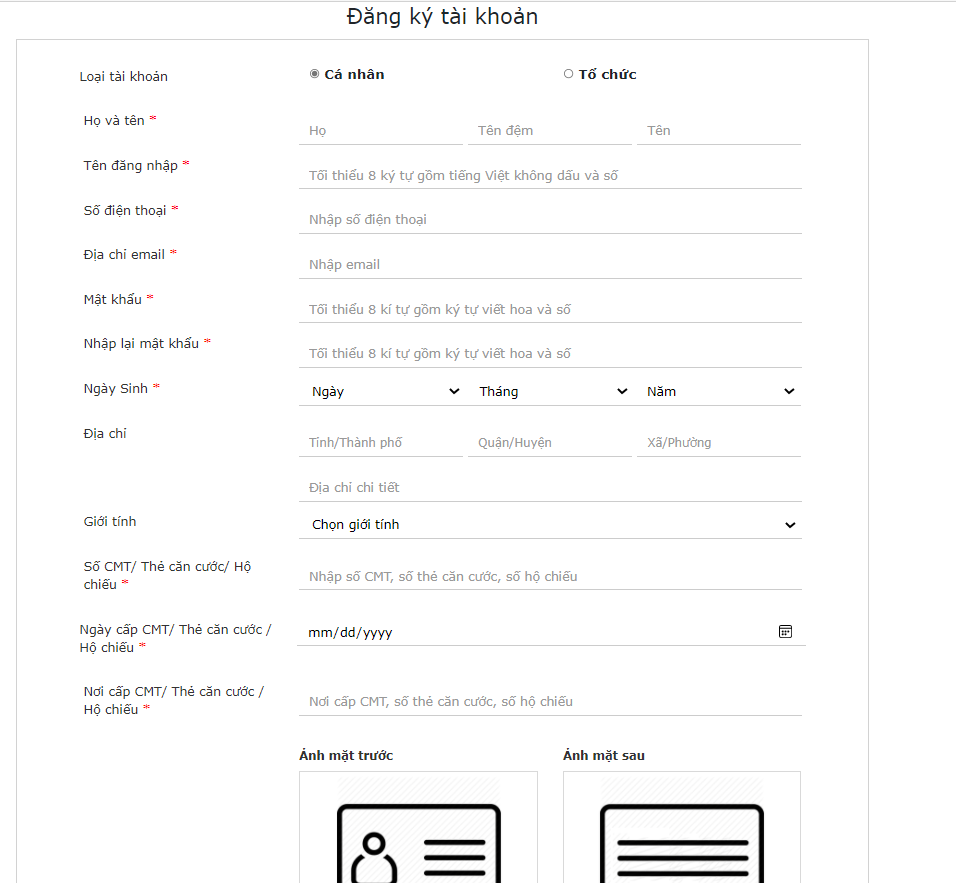 Đăng ký tài khoản
Loại tài khoản Cá nhân Tổ chức
Họ và tên * Họ Tên đệm Tên
Tên đăng nhập * Tối thiểu 8 ký tự gồm tiếng Việt không dấu và số
Số điện thoại * Nhập số điện thoại
Địa chỉ email * Nhập email
Mật khẩu * Tối thiểu 8 kí tự gồm ký tự viết hoa và số
Nhập lại mật khẩu * Tối thiểu 8 kí tự gồm ký tự viết hoa và số
Ngày Sinh * Ngày Tháng Năm
Địa chỉ Tỉnh/Thành phố Quận/Huyện Xã/Phường
Địa chỉ chi tiết
Giới tính Chọn giới tính
Số CMT/ Thẻ căn cước/ Hộ
chiếu * Nhập số CMT, số thẻ căn cước, số hộ chiếu
Ngày cấp CMT/ Thẻ căn cước /
Hộ chiếu * mm/dd/yyyy
Nơi cấp CMT/ Thẻ căn cước /
Hộ chiếu * Nơi cấp CMT, số thẻ căn cước, số hộ chiếu
Ảnh mặt trước Ảnh mặt sau